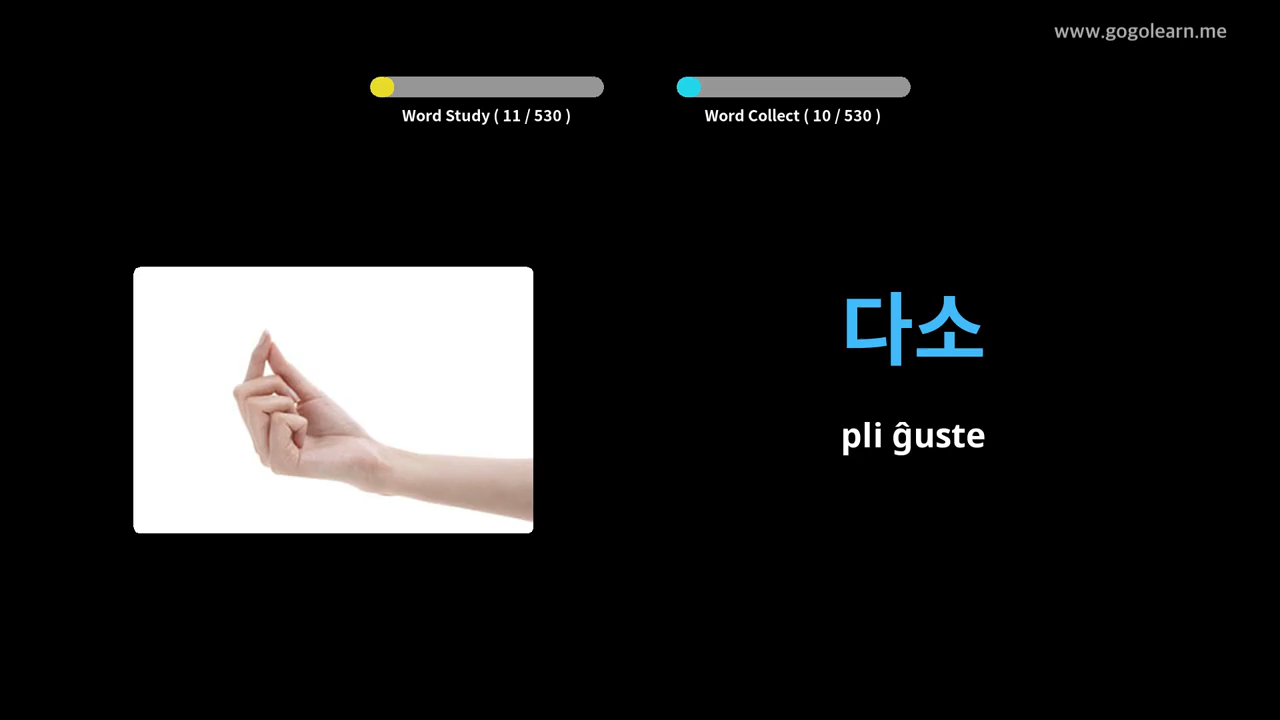 www.gogolearn.me
Word Study ( 11 / 530 )
Word Collect ( 10 / 530 )
다소
pli ĝuste